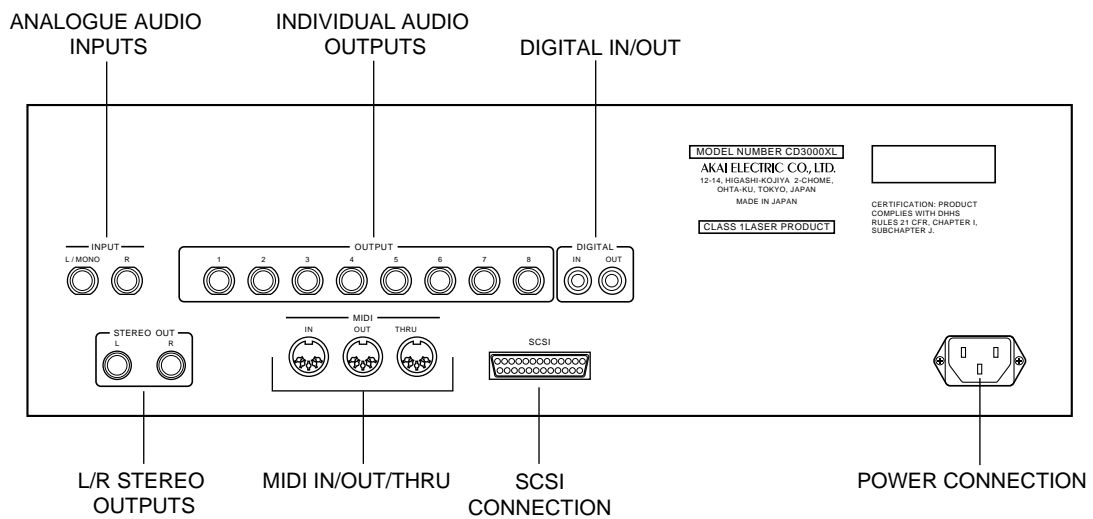 ANALOGUE AUDIO
INPUTS
INDIVIDUAL AUDIO
OUTPUTS
DIGITAL IN/OUT
MODEL NUMBER CD3000XL
AKAI ELECTRIC CO., LTD.
12-14, HIGASHI-KOJIYA 2-CHOME,
OHTA-KU, TOKYO, JAPAN
MADE IN JAPAN
CLASS 1LASER PRODUCT
CERTIFICATION: PRODUCT
COMPLIES WITH DHHS
RULES 21 CFR, CHAPTER I,
SUBCHAPTER J.
INPUT
L / MONO R
OUTPUT
1 2 3 4 5 6 7 8
DIGITAL
IN OUT
STEREO OUT
L R
MIDI
IN OUT THRU
SCSI
L/R STEREO
OUTPUTS
MIDI IN/OUT/THRU
SCSI
CONNECTION
POWER CONNECTION